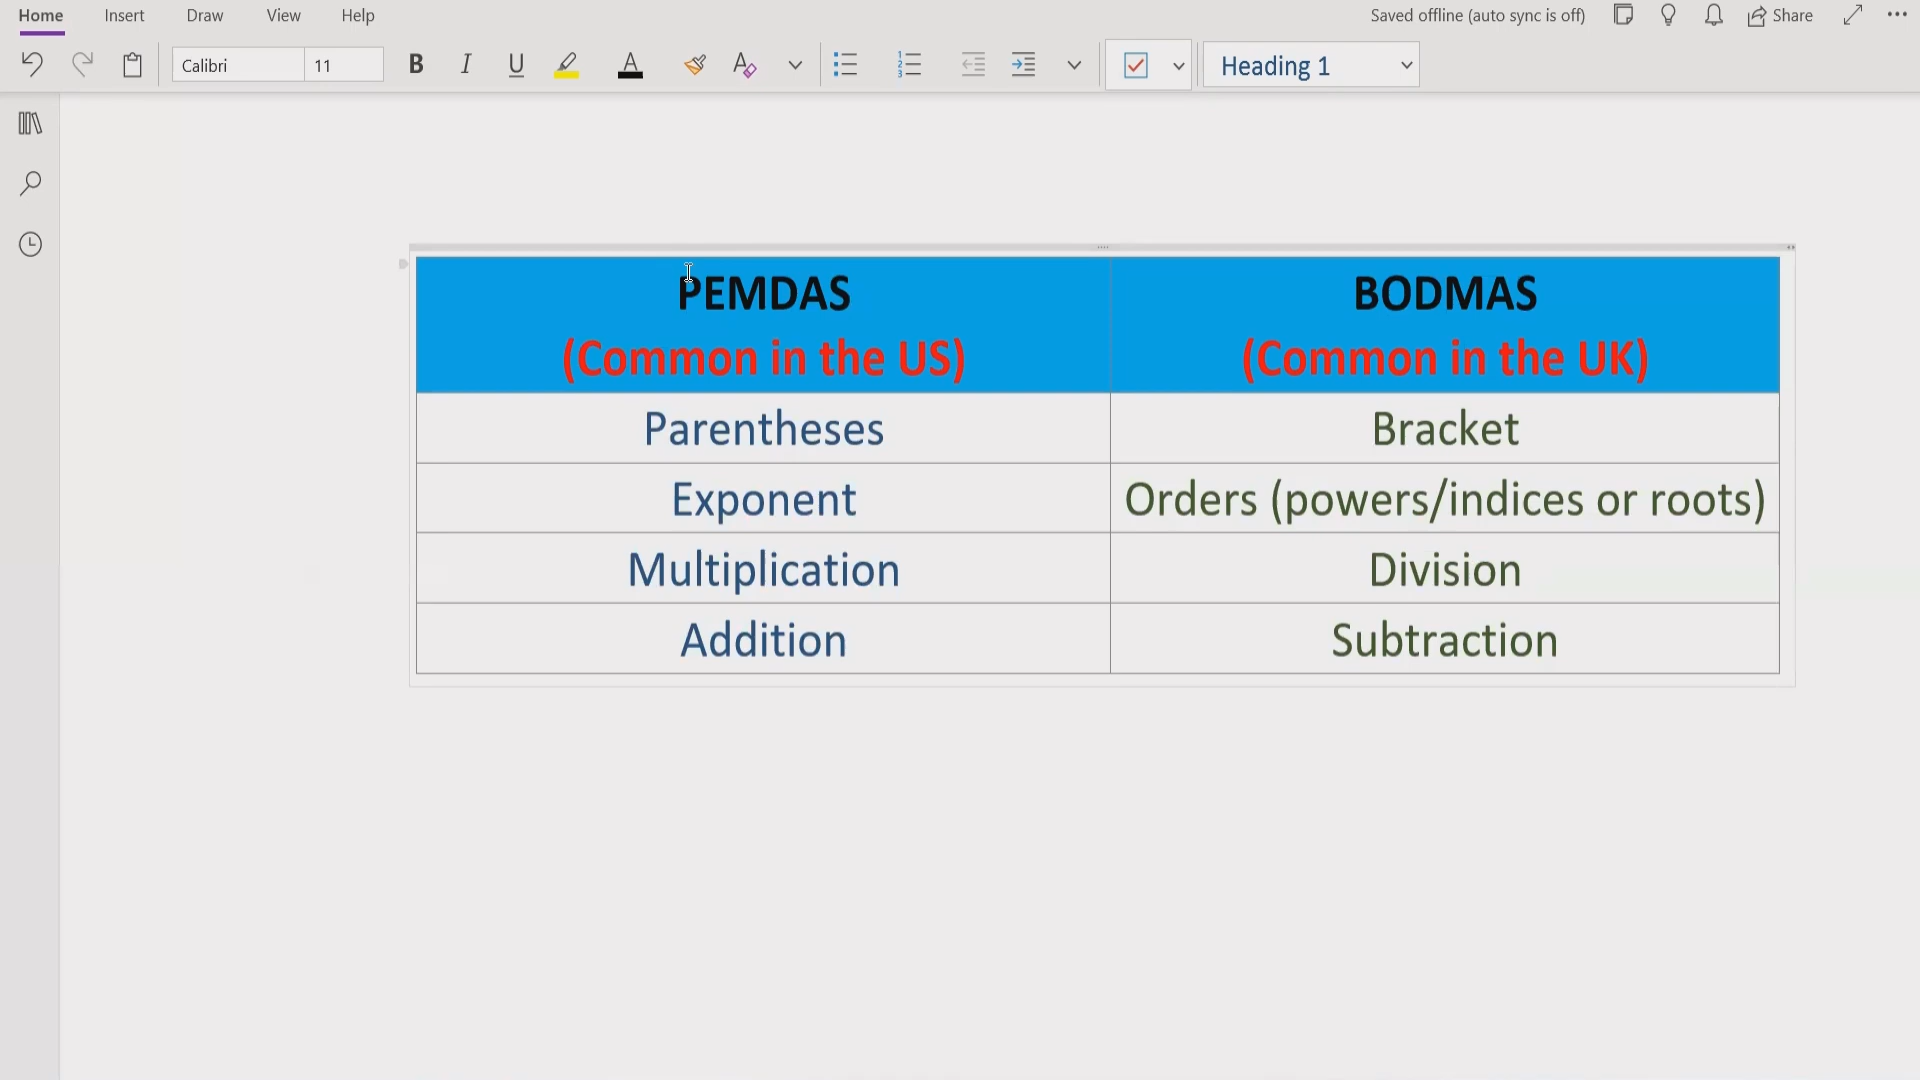 Home Insert Draw View Help Saved offline (auto sync is off) Share
Calibri 11 B I U A A Heading 1
PEMDAS BODMAS
(Common in the US) (Common in the UK)
Parentheses Bracket
Exponent Orders (powers/indices or roots)
Multiplication Division
Addition Subtraction